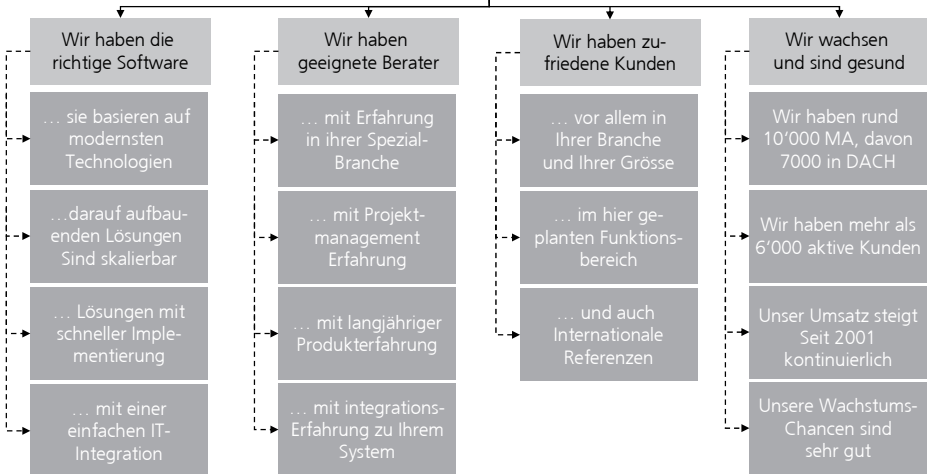 Wir haben die
richtige Software
… sie basieren auf
modernsten
Technologien
…darauf aufbau-
enden Lösungen
Sind skalierbar
… Lösungen mit
schneller Imple-
mentierung
… mit einer
einfachen IT-
Integration
Wir haben
geeignete Berater
… mit Erfahrung
in ihrer Spezial-
Branche
… mit Projekt-
management
Erfahrung
… mit langjähriger
Produkterfahrung
… mit integrations-
Erfahrung zu Ihrem
System
Wir haben zu-
friedene Kunden
… vor allem in
Ihrer Branche
und Ihrer Grösse
… im hier ge-
planten Funktions-
bereich
… und auch
Internationale
Referenzen
Wir wachsen
und sind gesund
Wir haben rund
10‘000 MA, davon
7000 in DACH
Wir haben mehr als
6‘000 aktive Kunden
Unser Umsatz steigt
Seit 2001
kontinuierlich
Unsere Wachstums-
Chancen sind
sehr gut